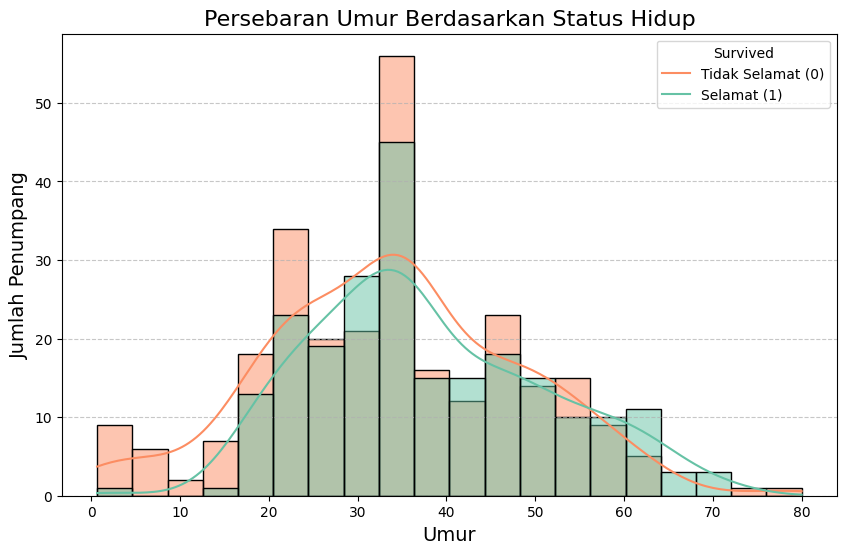 Persebaran Umur Berdasarkan Status Hidup
Survived
Tidak Selamat (0)
Selamat (1)
Jumlah Penumpang
50
40
30
20
10
0
0 10 20 30 40 50 60 70 80
Umur